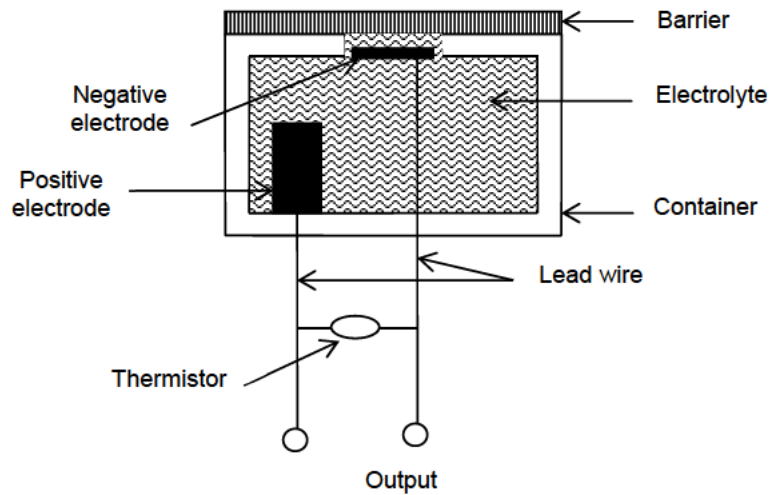 Barrier
Negative
electrode
Electrolyte
Positive
electrode
Container
Lead wire
Thermistor
Output